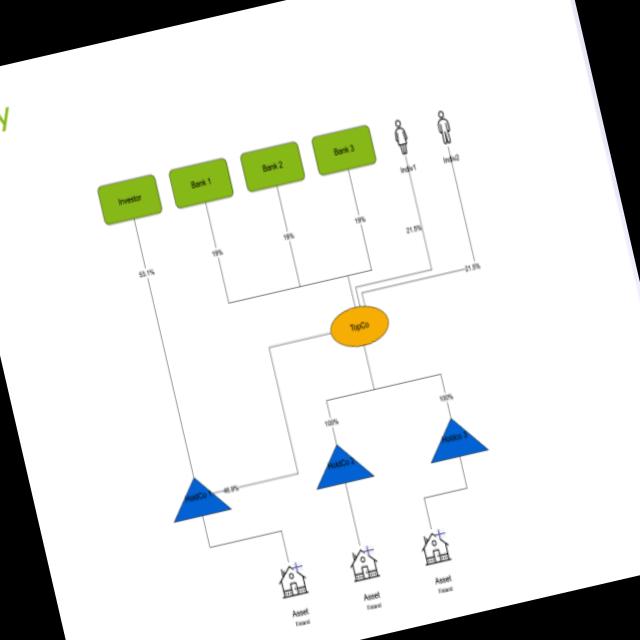 y
Investor
Bank 1
Bank 2
Bank 3
Indiv1
Indiv2
53.1%
19%
19%
19%
21.5%
21.5%
TopCo
100%
100%
HoldCo 1
46.9%
HoldCo 2
Holdco 3
Asset
Finland
Asset
Finland
Asset
Finland